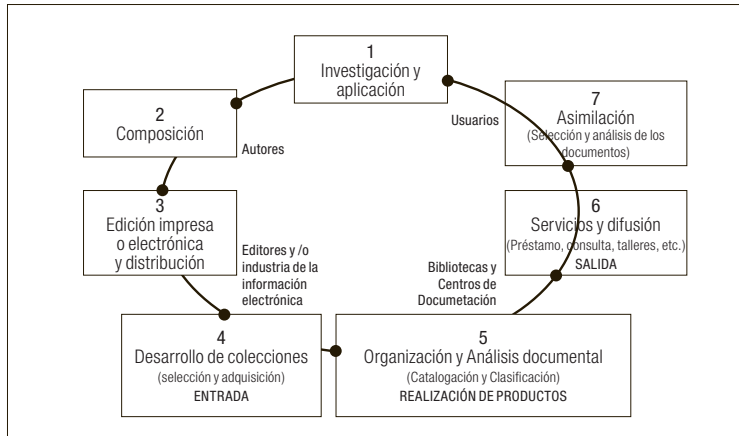 1
Investigación y
aplicación
2
Composición
Autores
3
Edición impresa
o electrónica
y distribución
Editores y /o
industria de la
información
electrónica
4
Desarrollo de colecciones
(selección y adquisición)
ENTRADA
5
Organización y Análisis documental
(Catalogación y Clasificación)
REALIZACIÓN DE PRODUCTOS
Bibliotecas y
Centros de
Documetación
6
Servicios y difusión
(Préstamo, consulta, talleres, etc.)
SALIDA
7
Asimilación
(Selección y análisis de los
documentos)
Usuarios